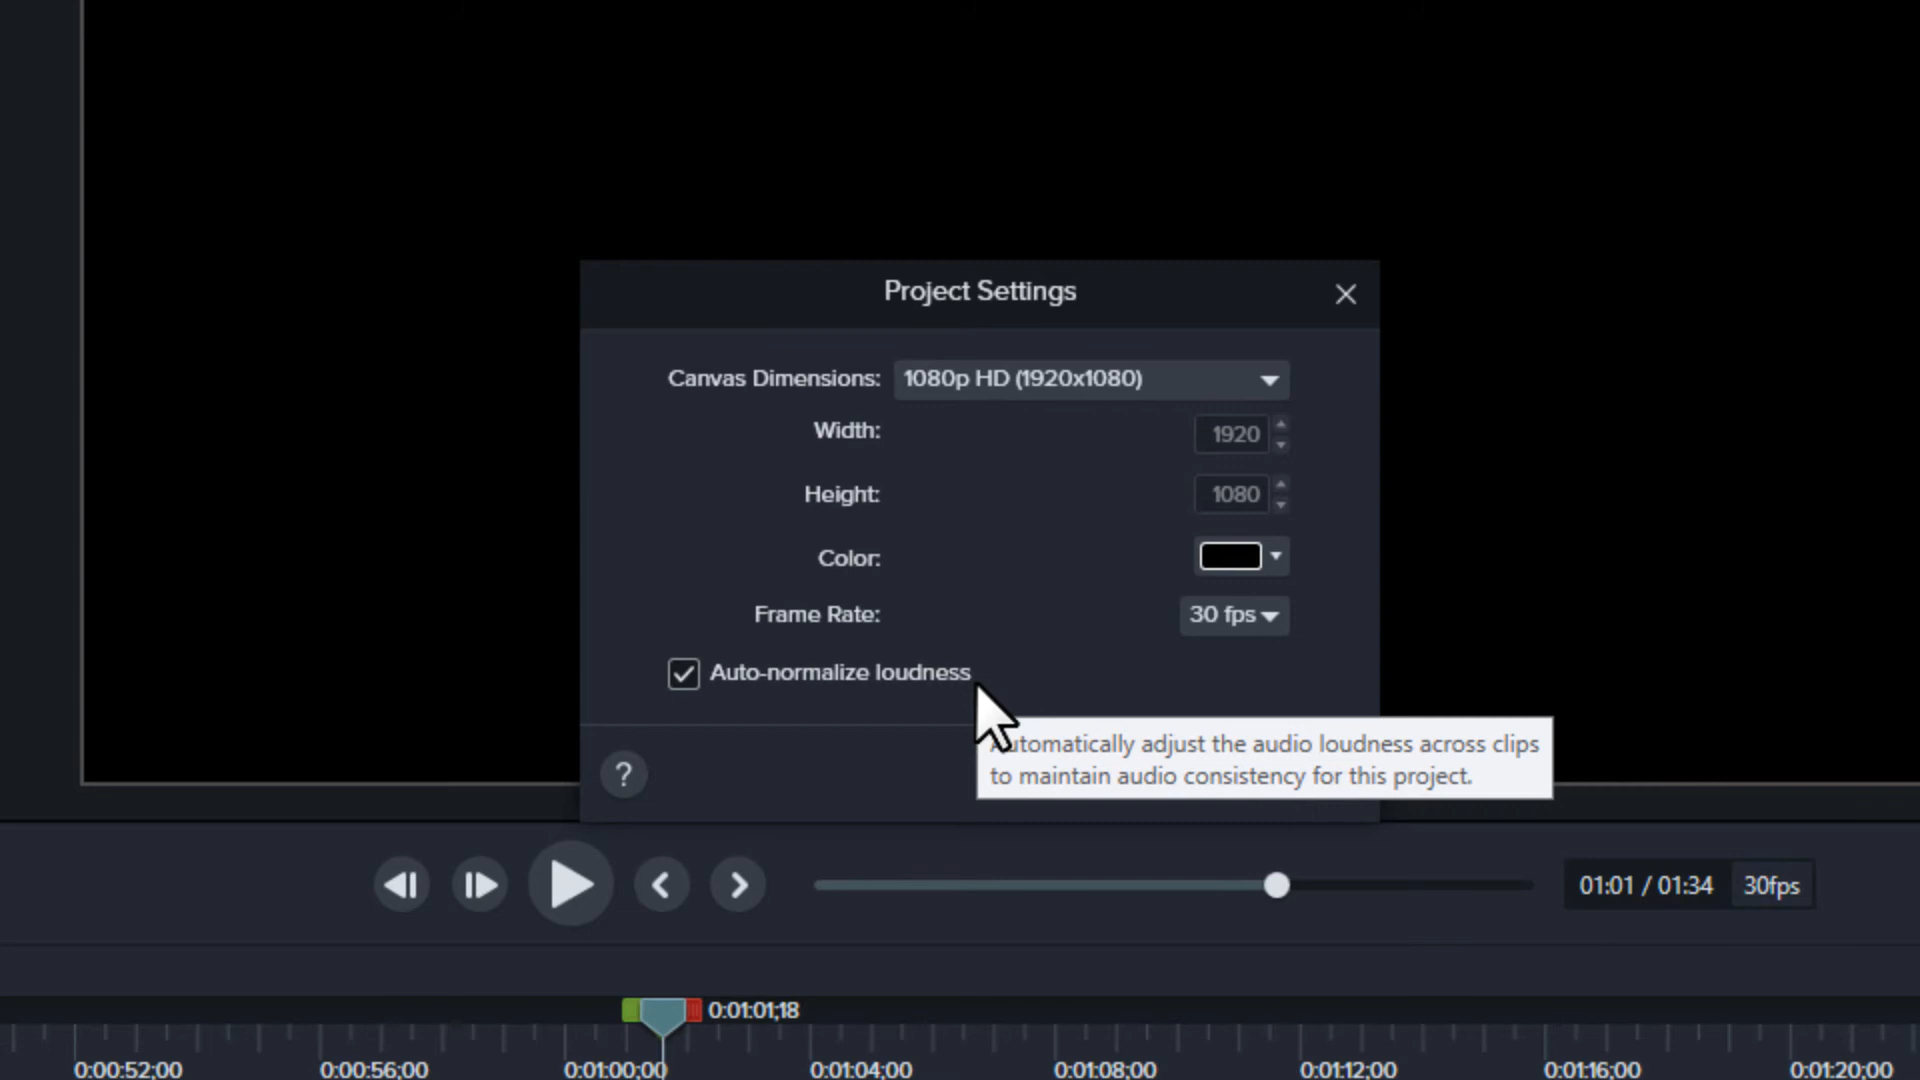 Project Settings
Canvas Dimensions: 1080p HD (1920x1080)
Width: 1920
Height: 1080
Color:
Frame Rate: 30 fps
Auto-normalize loudness
Automatically adjust the audio loudness across clips
to maintain audio consistency for this project.
?
01:01 / 01:34 30fps
0:01:01;18
0:00:52;00 0:00:56;00 0:01:00;00 0:01:04;00 0:01:08;00 0:01:12;00 0:01:16;00 0:01:20;00